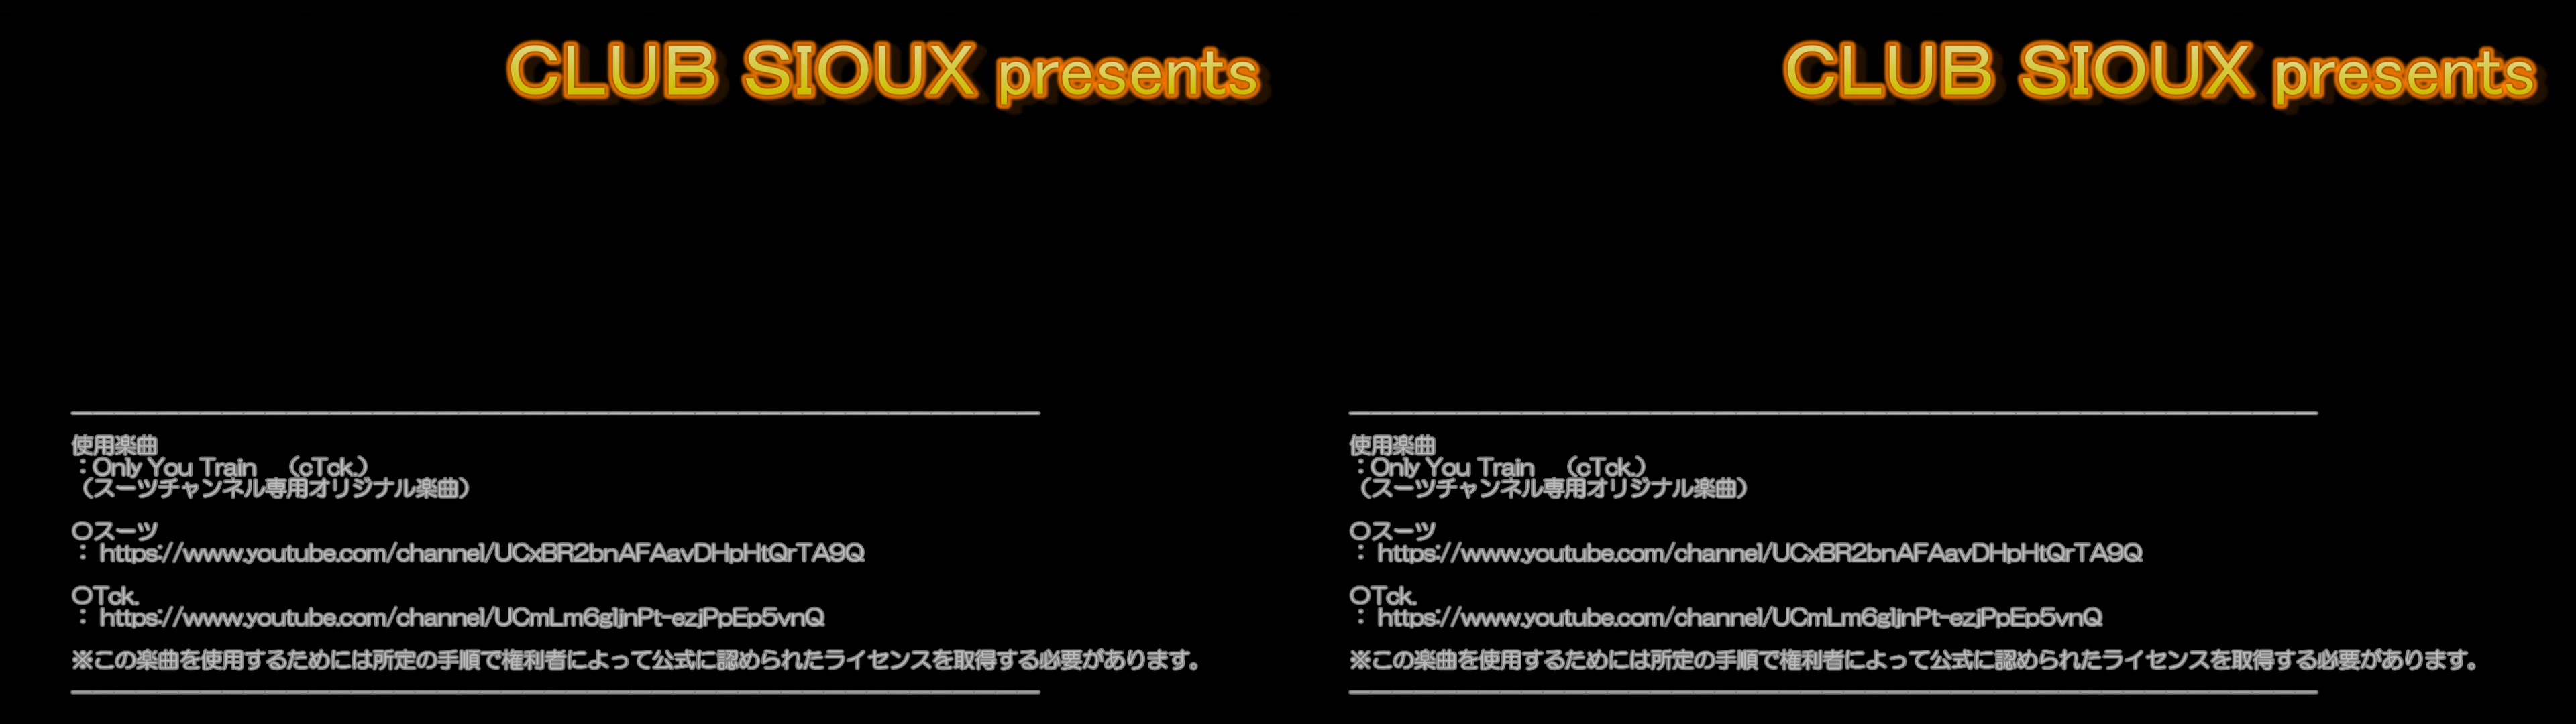 CLUB SIOUX presents
使用楽曲
：Only You Train　（cTck.）
（スーツチャンネル専用オリジナル楽曲）
〇スーツ
： https://www.youtube.com/channel/UCxBR2bnAFAavDHpHtQrTA9Q
〇Tck.
： https://www.youtube.com/channel/UCmLm6gljnPt-ezjPpEp5vnQ
※この楽曲を使用するためには所定の手順で権利者によって公式に認められたライセンスを取得する必要があります。
CLUB SIOUX presents
使用楽曲
：Only You Train　（cTck.）
（スーツチャンネル専用オリジナル楽曲）
〇スーツ
： https://www.youtube.com/channel/UCxBR2bnAFAavDHpHtQrTA9Q
〇Tck.
： https://www.youtube.com/channel/UCmLm6gljnPt-ezjPpEp5vnQ
※この楽曲を使用するためには所定の手順で権利者によって公式に認められたライセンスを取得する必要があります。